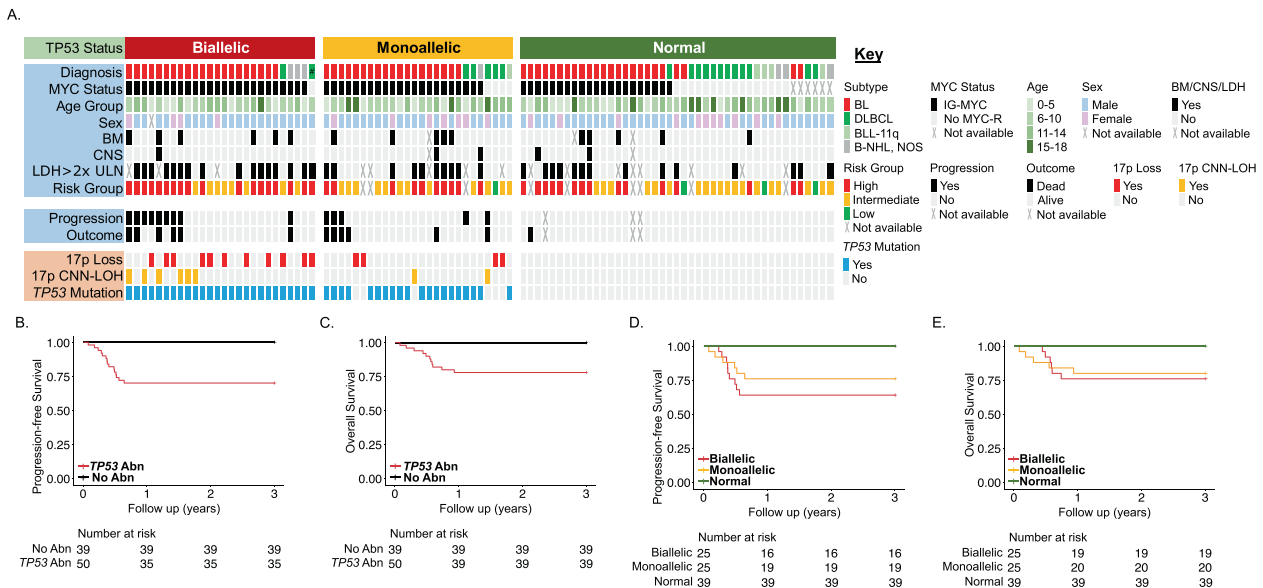 A.
TP53 Status Biallelic Monoallelic Normal
Key
Diagnosis
MYC Status
Age Group
Sex
BM
CNS
LDH>2x ULN
Risk Group
Progression
Outcome
17p Loss
17p CNN-LOH
TP53 Mutation
#
Subtype
BL
DLBCL
BLL-11q
B-NHL, NOS
MYC Status
IG-MYC
No MYC-R
X Not available
Age
0-5
6-10
11-14
15-18
Sex
Male
Female
X Not available
BM/CNS/LDH
Yes
No
X Not available
Risk Group
High
Intermediate
Low
X Not available
Progression
Yes
No
X Not available
Outcome
Dead
Alive
X Not available
17p Loss
Yes
No
17p CNN-LOH
Yes
No
TP53 Mutation
Yes
No
B.
Progression-free Survival
1.00
0.75
0.50
0.25
1.00
TP53 Abn
No Abn
0 1 2 3
Follow up (years)
Number at risk
No Abn 39 39 39 39
TP53 Abn 50 35 35 35
C.
Overall Survival
1.00
0.75
0.50
0.25
0.00
TP53 Abn
No Abn
0 1 2 3
Follow up (years)
Number at risk
No Abn 39 39 39 39
TP53 Abn 50 39 39 39
D.
Progression-free Survival
1.00
0.75
0.50
0.25
0.00
Biallelic
Monoallelic
Normal
0 1 2 3
Follow up (years)
Number at risk
Biallelic 25 16 16 16
Monoallelic 25 19 19 19
Normal 39 39 39 39
E.
Overall Survival
1.00
0.75
0.50
0.25
0.00
Biallelic
Monoallelic
Normal
0 1 2 3
Follow up (years)
Number at risk
Biallelic 25 19 19 19
Monoallelic 25 20 20 20
Normal 39 39 39 39